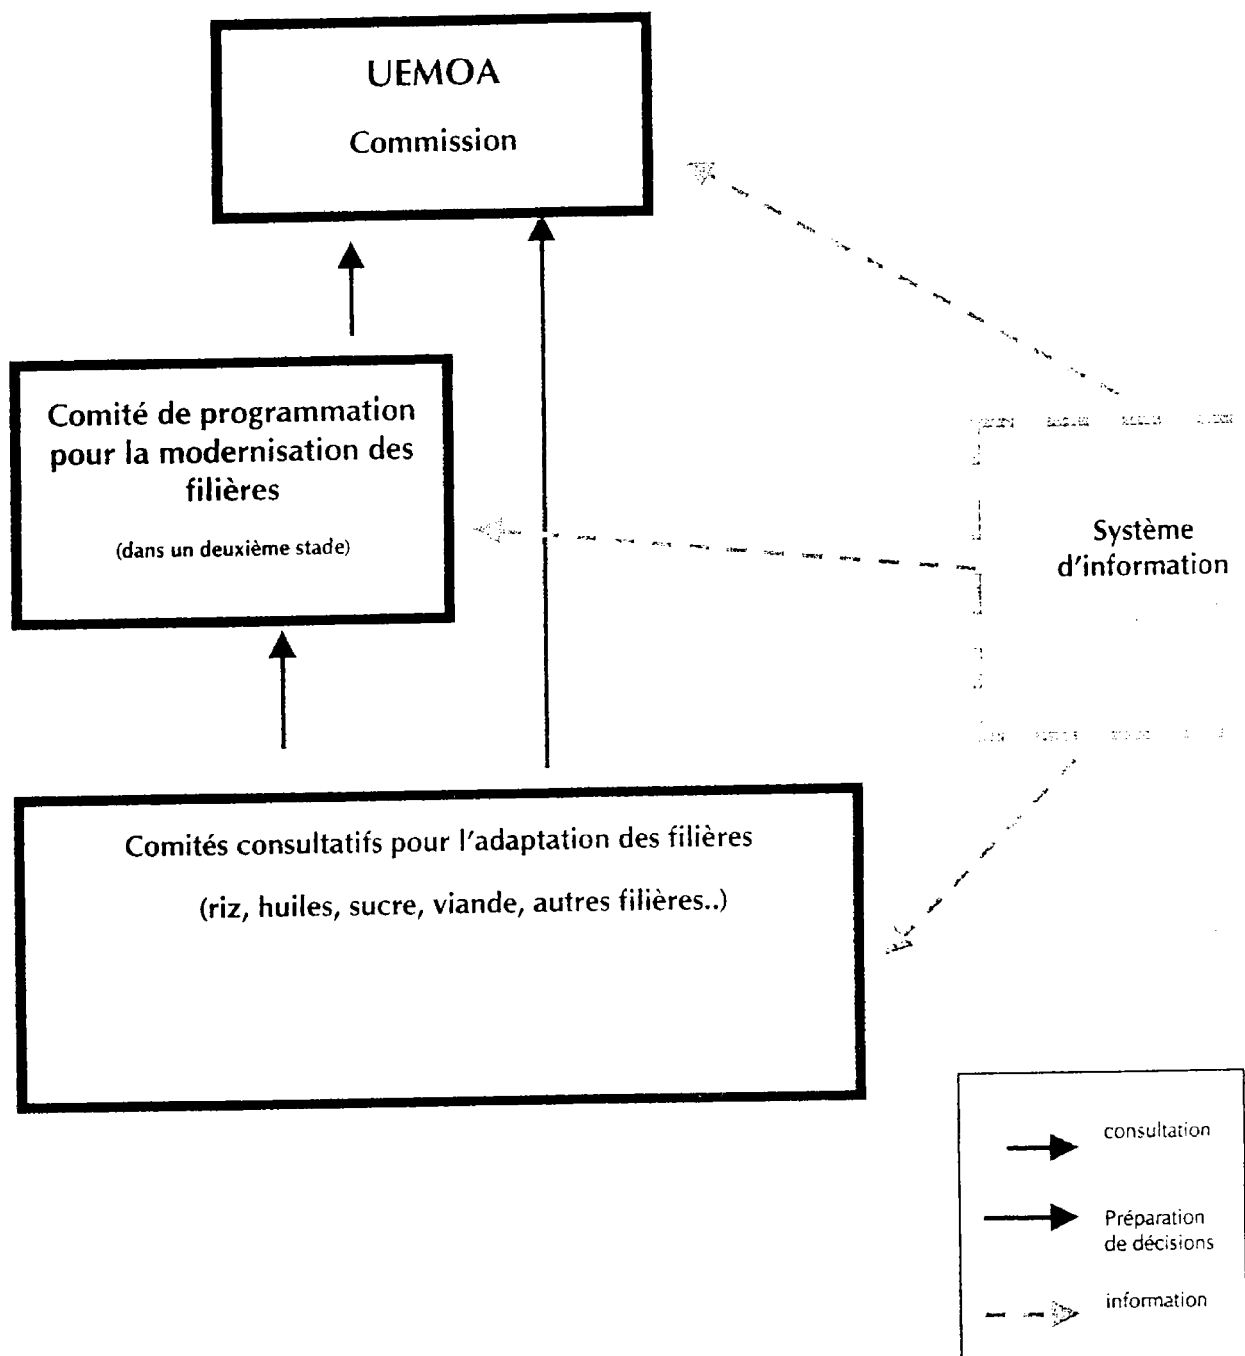 UEMOA
Commission
Comité de programmation
pour la modernisation des
filières
(dans un deuxième stade)
Système
d'information
Comités consultatifs pour l'adaptation des filières
(riz, huiles, sucre, viande, autres filières..)
consultation
Préparation
de décisions
information